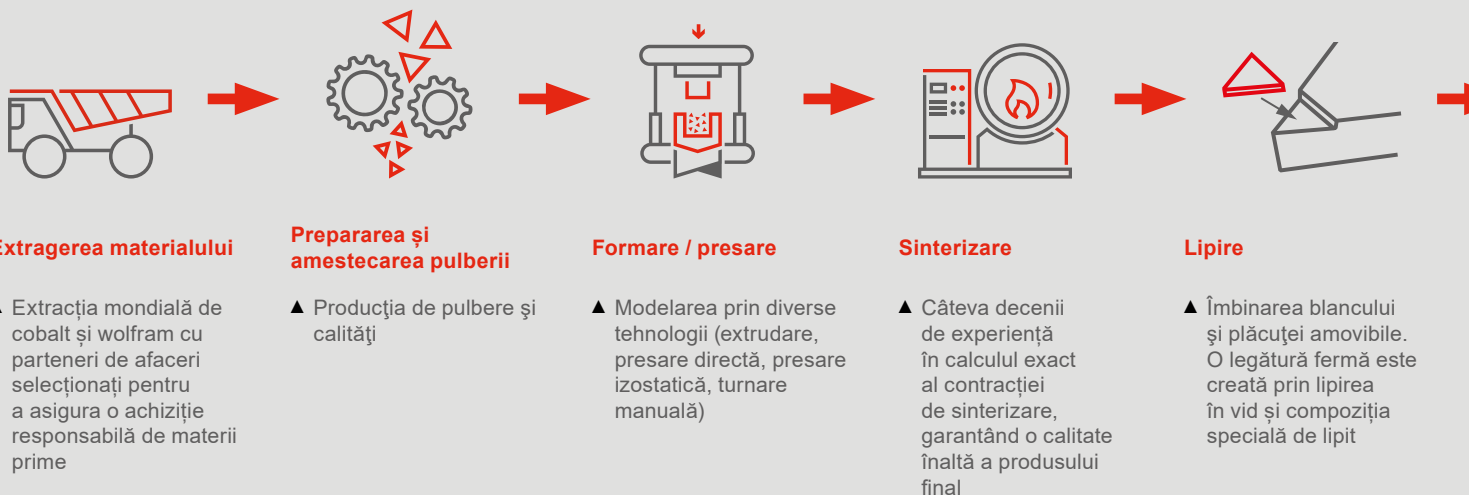 Extragerea materialului
▲ Extracția mondială de
cobalt și wolfram cu
parteneri de afaceri
selecționați pentru
a asigura o achiziție
responsabilă de materii
prime
Prepararea și
amestecarea pulberii
▲ Producţia de pulbere şi
calităţi
Formare / presare
▲ Modelarea prin diverse
tehnologii (extrudare,
presare directă, presare
izostatică, turnare
manuală)
Sinterizare
▲ Câteva decenii
de experiență
în calculul exact
al contracției
de sinterizare,
garantând o calitate
înaltă a produsului
final
Lipire
▲ Îmbinarea blancului
şi plăcuţei amovibile.
O legătură fermă este
creată prin lipirea
în vid și compoziția
specială de lipit